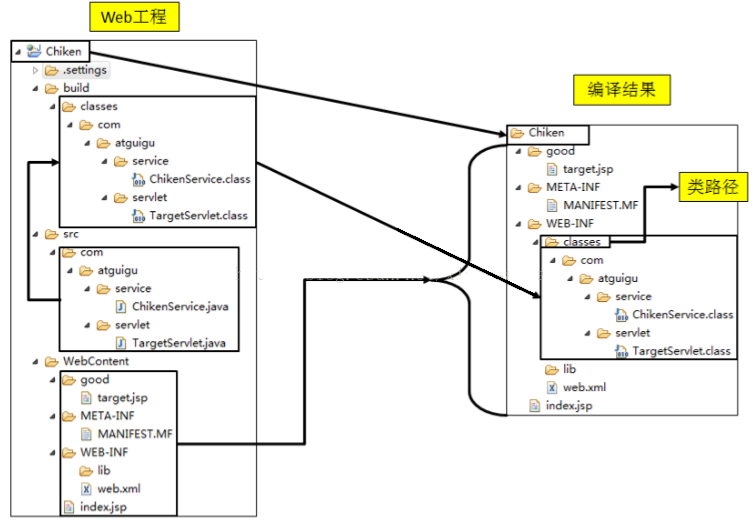 Web工程
Chiken
.settings
build
classes
com
atguigu
service
ChikenService.class
servlet
TargetServlet.class
src
com
atguigu
service
ChikenService.java
servlet
TargetServlet.java
WebContent
good
target.jsp
META-INF
MANIFEST.MF
WEB-INF
lib
web.xml
index.jsp
编译结果
Chiken
good
target.jsp
META-INF
MANIFEST.MF
WEB-INF
classes
类路径
com
atguigu
service
ChikenService.class
servlet
TargetServlet.class
lib
web.xml
index.jsp